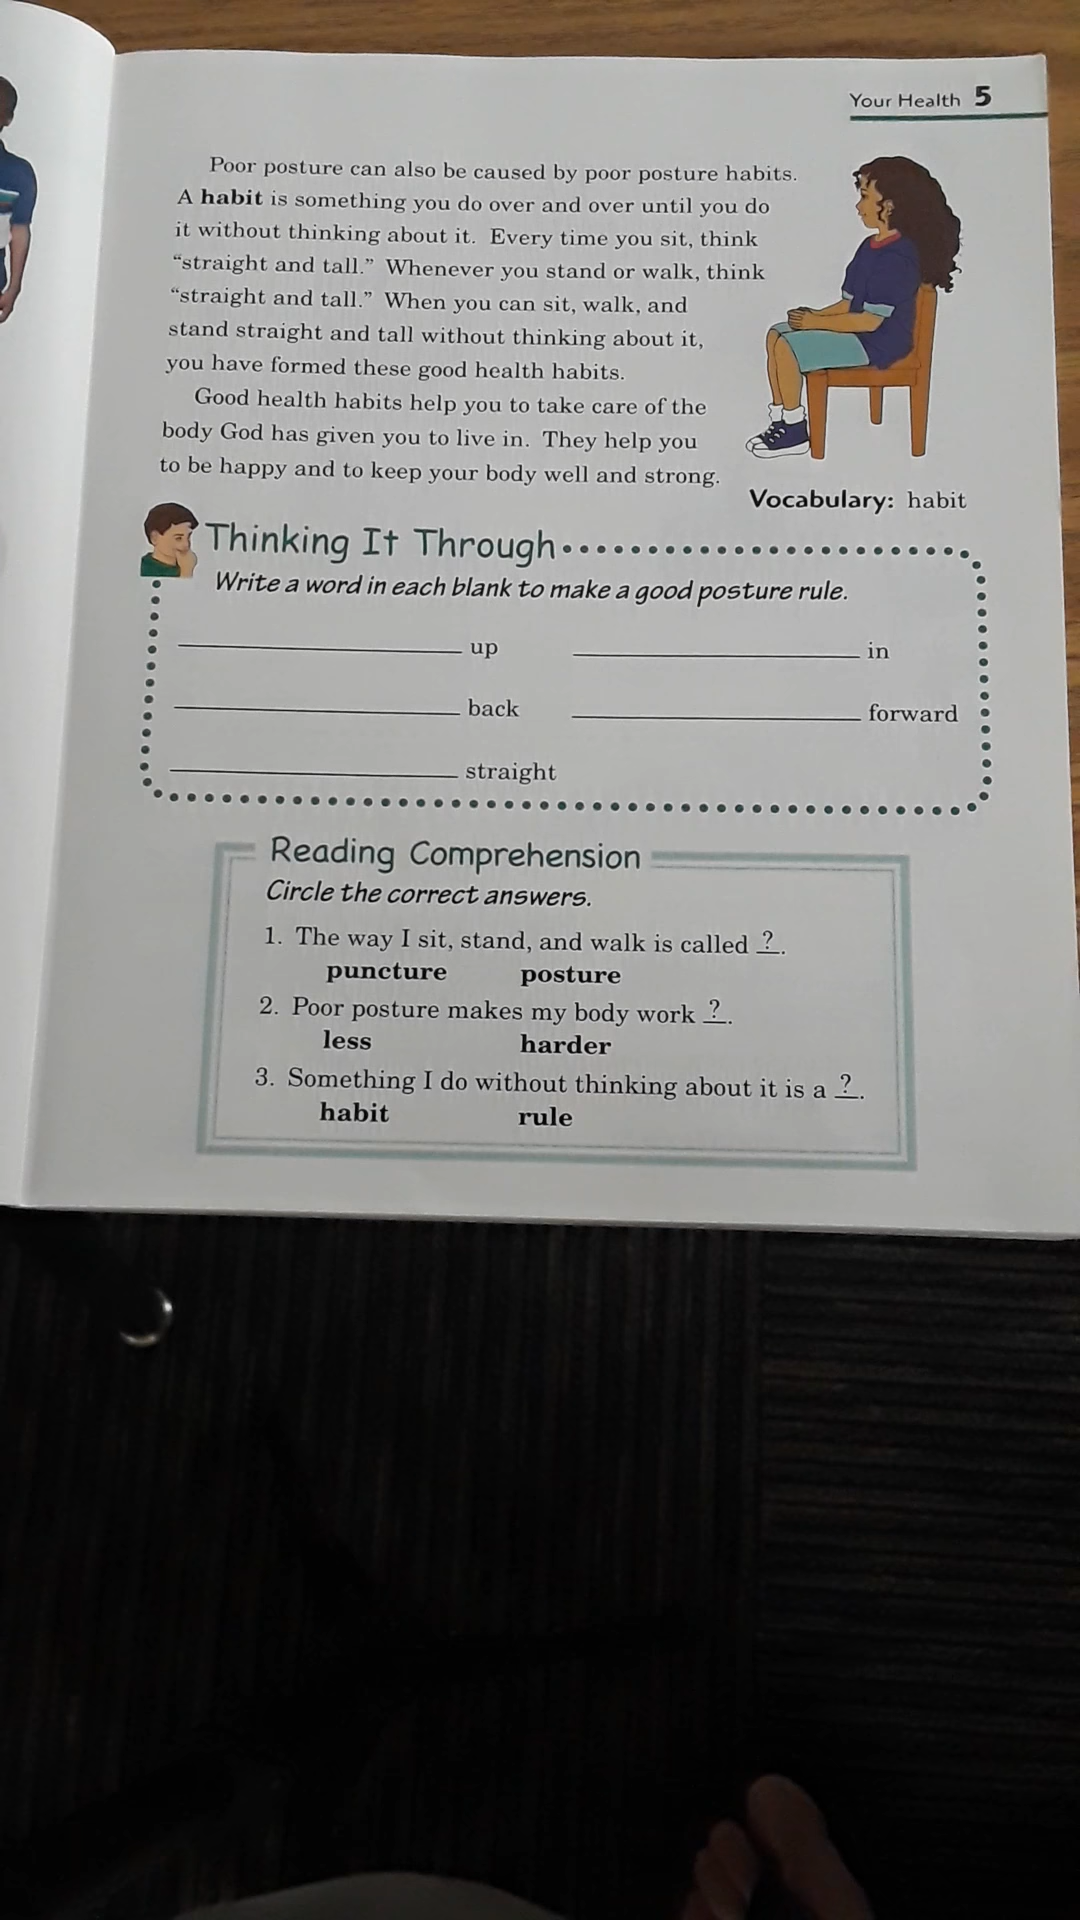 Your Health 5
Poor posture can also be caused by poor posture habits.
A habit is something you do over and over until you do
it without thinking about it. Every time you sit, think
“straight and tall.” Whenever you stand or walk, think
“straight and tall.” When you can sit, walk, and
stand straight and tall without thinking about it,
you have formed these good health habits.
Good health habits help you to take care of the
body God has given you to live in. They help you
to be happy and to keep your body well and strong.
Vocabulary: habit
Thinking It Through
Write a word in each blank to make a good posture rule.
____________ up ____________ in
____________ back ____________ forward
____________ straight
Reading Comprehension
Circle the correct answers.
1. The way I sit, stand, and walk is called ?.
puncture posture
2. Poor posture makes my body work ?.
less harder
3. Something I do without thinking about it is a ?.
habit rule